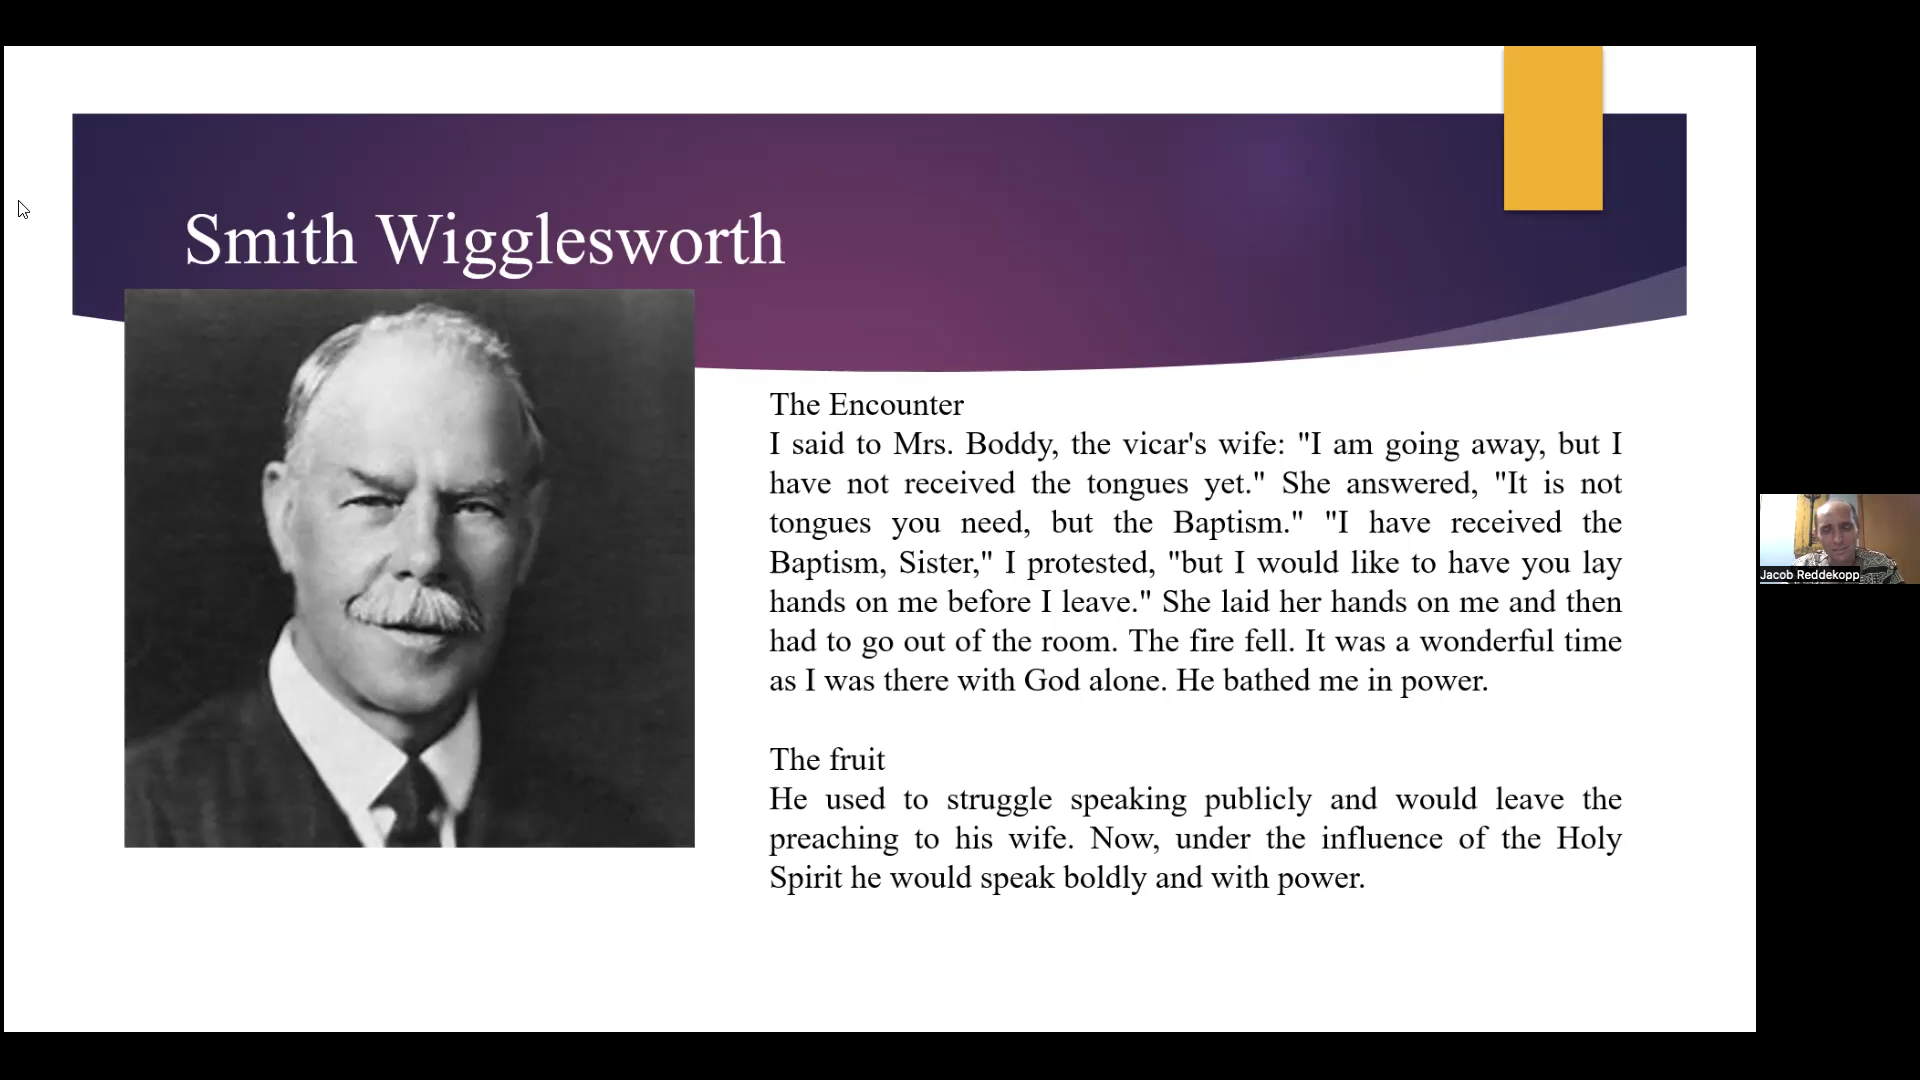 Smith Wigglesworth
The Encounter
I said to Mrs. Boddy, the vicar's wife: "I am going away, but I
have not received the tongues yet." She answered, "It is not
tongues you need, but the Baptism." "I have received the
Baptism, Sister," I protested, "but I would like to have you lay
hands on me before I leave." She laid her hands on me and then
had to go out of the room. The fire fell. It was a wonderful time
as I was there with God alone. He bathed me in power.
The fruit
He used to struggle speaking publicly and would leave the
preaching to his wife. Now, under the influence of the Holy
Spirit he would speak boldly and with power.
Jacob Reddekopp